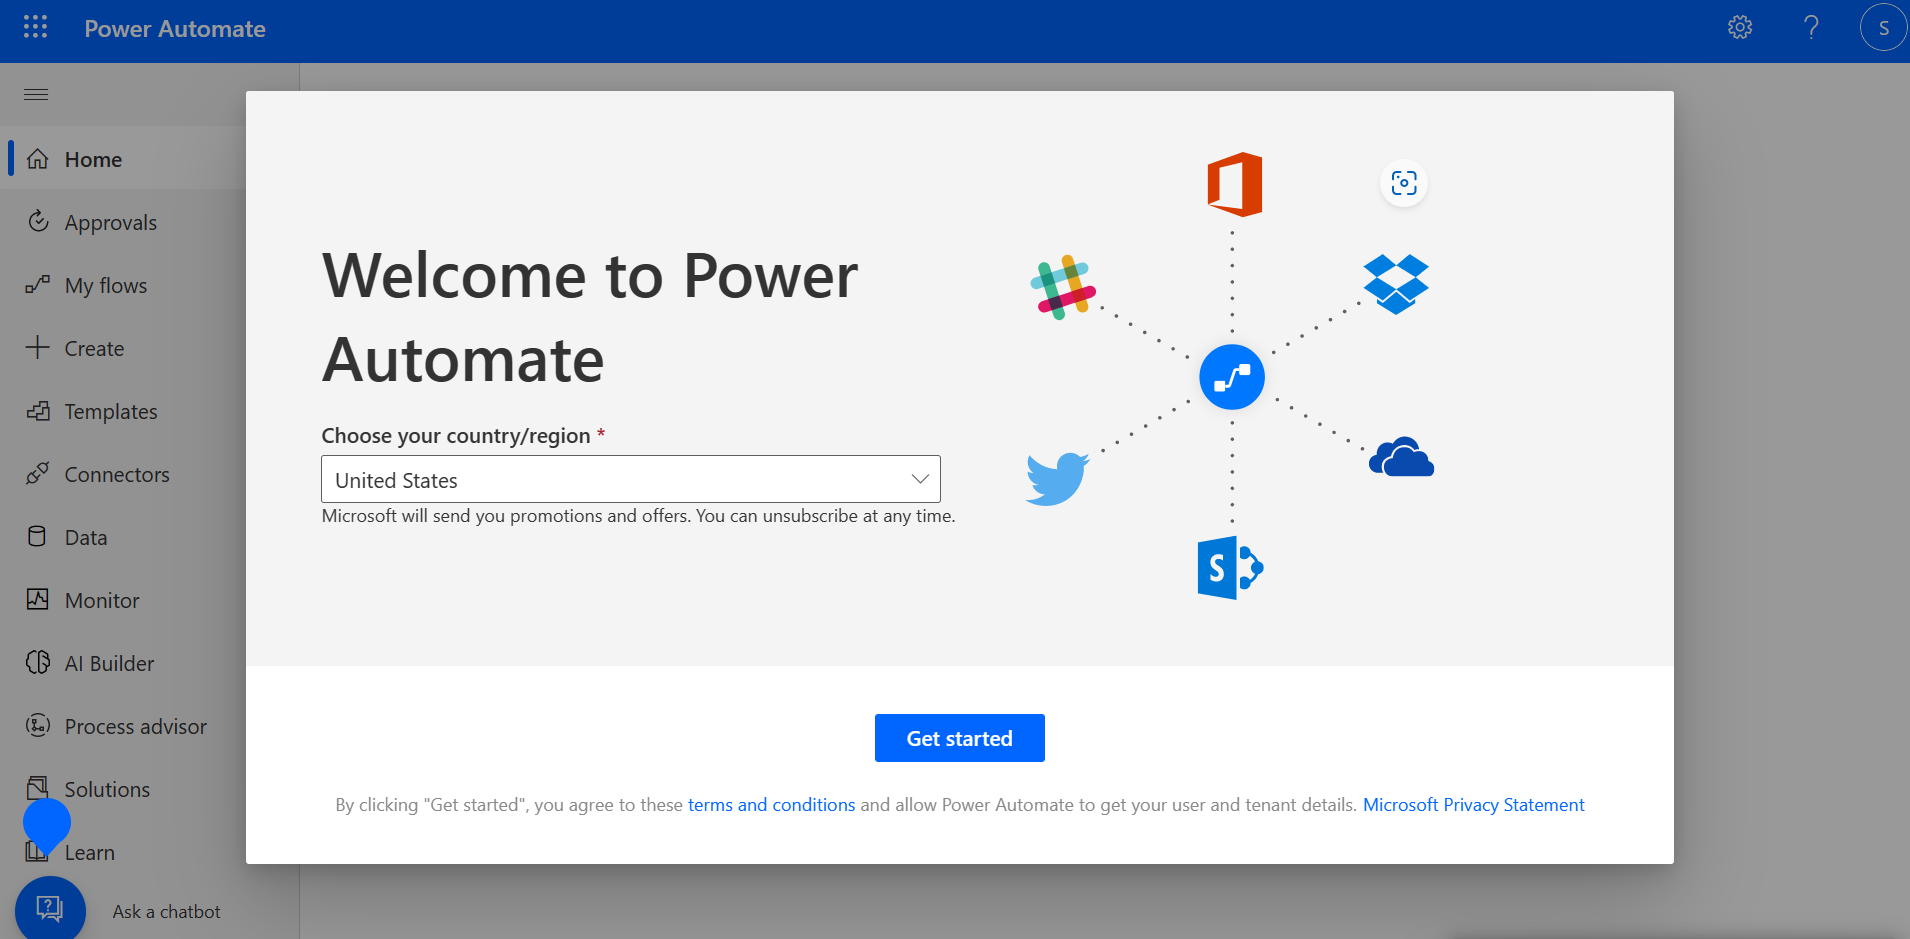 Power Automate
S
Home
Approvals
My flows
Create
Templates
Connectors
Data
Monitor
AI Builder
Process advisor
Solutions
Learn
Ask a chatbot
Welcome to Power
Automate
Choose your country/region *
United States
Microsoft will send you promotions and offers. You can unsubscribe at any time.
S
Get started
By clicking "Get started", you agree to these terms and conditions and allow Power Automate to get your user and tenant details. Microsoft Privacy Statement